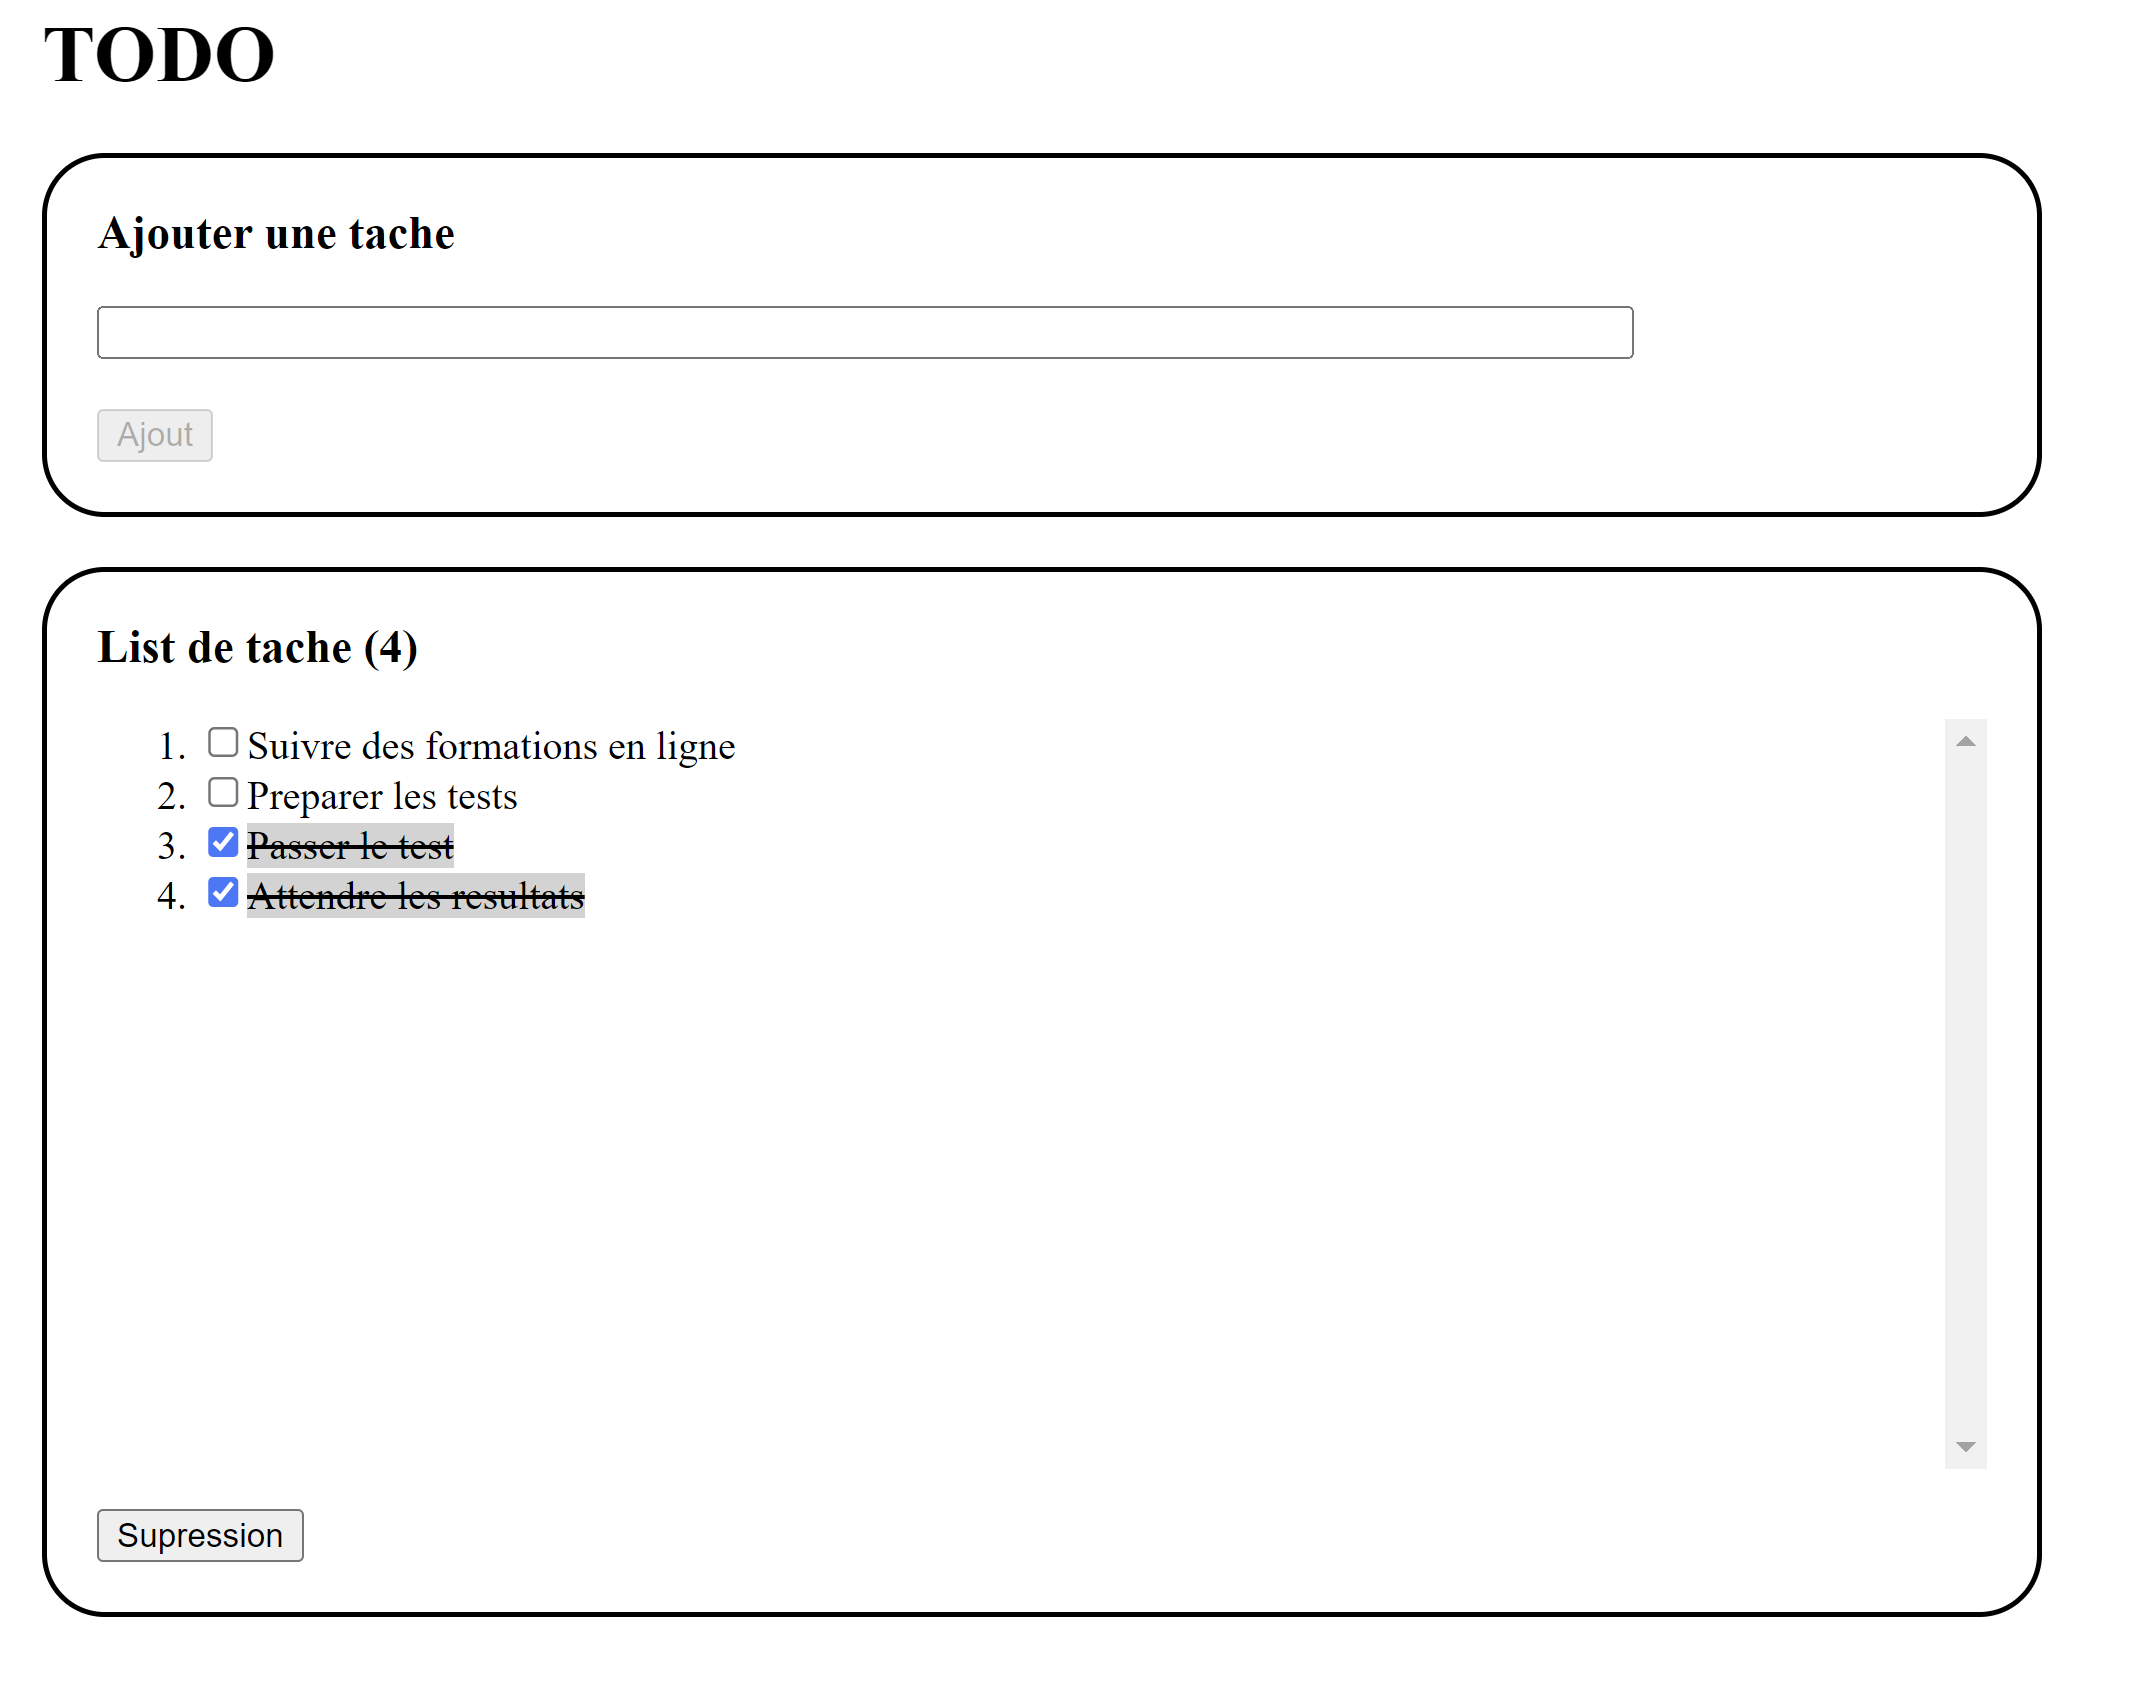 TODO
Ajouter une tache
Ajout
List de tache (4)
1. Suivre des formations en ligne
2. Preparer les tests
3. Passer le test
4. Attendre les resultats
Supression